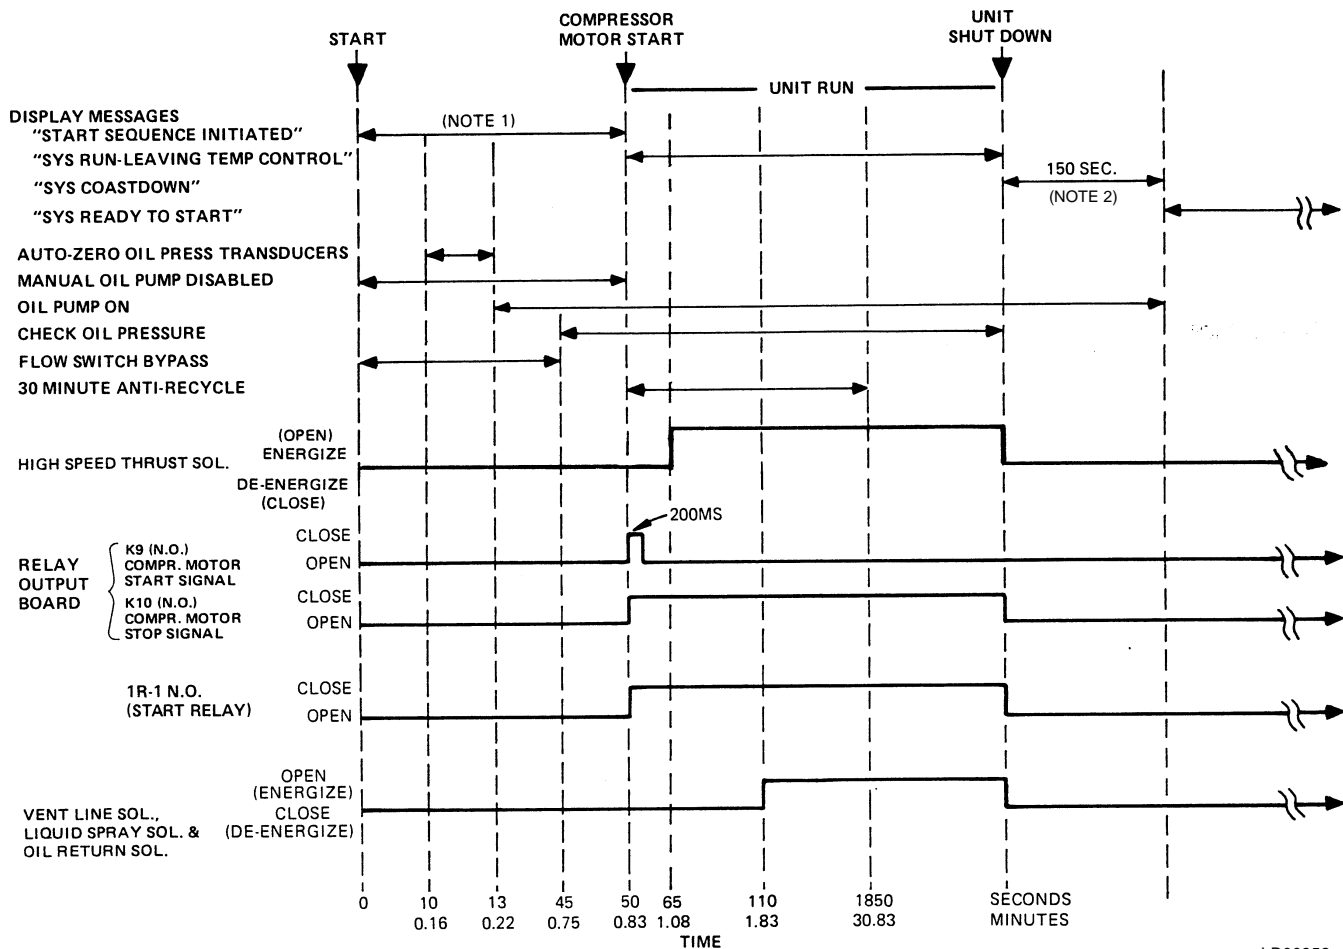 START
COMPRESSOR
MOTOR START
UNIT
SHUT DOWN
UNIT RUN
DISPLAY MESSAGES
"START SEQUENCE INITIATED"
(NOTE 1)
"SYS RUN-LEAVING TEMP CONTROL"
"SYS COASTDOWN"
150 SEC.
(NOTE 2)
"SYS READY TO START"
AUTO-ZERO OIL PRESS TRANSDUCERS
MANUAL OIL PUMP DISABLED
OIL PUMP ON
CHECK OIL PRESSURE
FLOW SWITCH BYPASS
30 MINUTE ANTI-RECYCLE
HIGH SPEED THRUST SOL.
(OPEN)
ENERGIZE
DE-ENERGIZE
(CLOSE)
200MS
RELAY
OUTPUT
BOARD
K9 (N.O.)
COMPR. MOTOR
START SIGNAL
CLOSE
OPEN
K10 (N.O.)
COMPR. MOTOR
STOP SIGNAL
CLOSE
OPEN
1R-1 N.O.
(START RELAY)
CLOSE
OPEN
VENT LINE SOL.,
LIQUID SPRAY SOL. &
OIL RETURN SOL.
OPEN
(ENERGIZE)
CLOSE
(DE-ENERGIZE)
0 10 13 45 50 65 110 1850 SECONDS
0.16 0.22 0.75 0.83 1.08 1.83 30.83 MINUTES
TIME